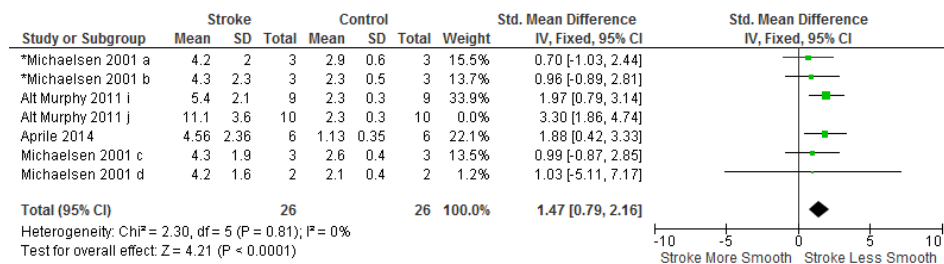 Stroke Control Std. Mean Difference Std. Mean Difference
Study or Subgroup Mean SD Total Mean SD Total Weight IV, Fixed, 95% CI IV, Fixed, 95% CI
*Michaelsen 2001 a 4.2 2 3 2.9 0.6 3 15.5% 0.70 [-1.03, 2.44]
*Michaelsen 2001 b 4.3 2.3 3 2.3 0.5 3 13.7% 0.96 [-0.89, 2.81]
Alt Murphy 2011 i 5.4 2.1 9 2.3 0.3 9 33.9% 1.97 [0.79, 3.14]
Alt Murphy 2011 j 11.1 3.6 10 2.3 0.3 10 0.0% 3.30 [1.86, 4.74]
Aprile 2014 4.56 2.36 6 1.13 0.35 6 22.1% 1.88 [0.42, 3.33]
Michaelsen 2001 c 4.3 1.9 3 2.6 0.4 3 13.5% 0.99 [-0.87, 2.85]
Michaelsen 2001 d 4.2 1.6 2 2.1 0.4 2 1.2% 1.03 [-5.11, 7.17]
Total (95% CI) 26 26 100.0% 1.47 [0.79, 2.16]
Heterogeneity: Chi² = 2.30, df = 5 (P = 0.81); I² = 0%
Test for overall effect: Z = 4.21 (P < 0.0001)
-10 -5 0 5 10
Stroke More Smooth Stroke Less Smooth